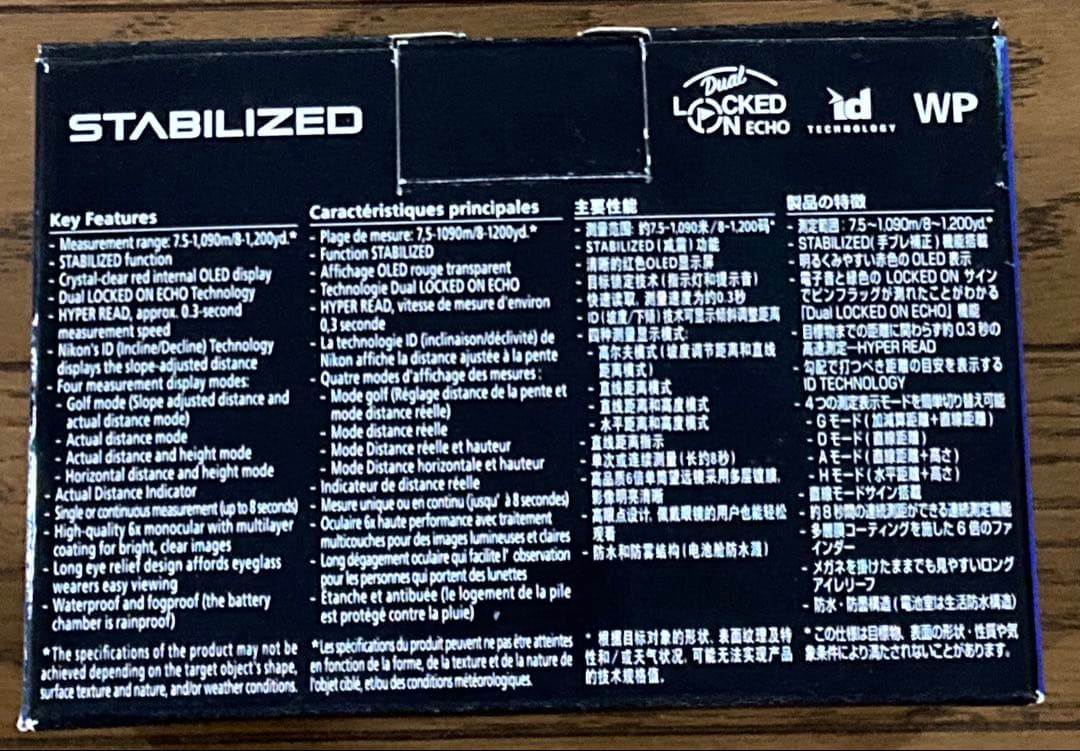 STABILIZED
Dual
LOCKED
ON ECHO
id
TECHNOLOGY
WP
Key Features
- Measurement range: 7.5-1,090m/8-1,200yd.*
- STABILIZED function
- Crystal-clear red internal OLED display
- Dual LOCKED ON ECHO Technology
- HYPER READ, approx. 0.3-second
measurement speed
- Nikon's ID (Incline/Decline) Technology
displays the slope-adjusted distance
- Four measurement display modes:
- Golf mode (Slope adjusted distance and
actual distance mode)
- Actual distance mode
- Actual distance and height mode
- Horizontal distance and height mode
- Actual Distance Indicator
- Single or continuous measurement (up to 8 seconds)
- High-quality 6x monocular with multilayer
coating for bright, clear images
- Long eye relief design affords eyeglass
wearers easy viewing
- Waterproof and fogproof (the battery
chamber is rainproof)
*The specifications of the product may not be
achieved depending on the target object's shape,
surface texture and nature, and/or weather conditions.
Caractéristiques principales
- Plage de mesure: 7,5-1090m/8-1200yd.*
- Function STABILIZED
- Affichage OLED rouge transparent
- Technologie Dual LOCKED ON ECHO
- HYPER READ, vitesse de mesure d'environ
0,3 seconde
- La technologie ID (inclinaison/déclivité) de
Nikon affiche la distance ajustée à la pente
- Quatre modes d'affichage des mesures :
- Mode golf (Réglage distance de la pente et
mode distance réelle)
- Mode distance réelle
- Mode Distance réelle et hauteur
- Mode Distance horizontale et hauteur
- Indicateur de distance réelle
- Mesure unique ou en continu (jusqu' à 8 secondes)
- Oculaire 6x haute performance avec traitement
multicouches pour des images lumineuses et claires
- Long dégagement oculaire qui facilite l' observation
pour les personnes qui portent des lunettes
- Étanche et antibuée (le logement de la pile
est protégé contre la pluie)
*Les spécifications du produit peuvent ne pas être atteintes
en fonction de la forme, de la texture et de la nature de
l'objet ciblé, et/ou des conditions météorologiques.
主要性能
- 测量范围: 约7.5-1,090米/8-1,200码*
- STABILIZED(减震)功能
- 清晰的红色OLED显示屏
- 目标锁定技术(指示灯和提示音)
- 快速读取, 测量速度为约0.3秒
- ID(坡度/下倾)技术可显示倾斜调整距离
- 四种测量显示模式:
- 高尔夫模式(坡度调节距离和直线
距离模式)
- 直线距离模式
- 直线距离和高度模式
- 水平距离和高度模式
- 直线距离指示
- 单次或连续测量(长约8秒)
- 高品质6倍单筒望远镜采用多层镀膜,
影像明亮清晰
- 高眼点设计, 佩戴眼镜的用户也能轻松
观看
- 防水和防雾结构(电池舱防水溅)
* 根据目标对象的形状、表面纹理及特
性和/或天气状况, 可能无法实现产品
的技术规格值。
製品の特徴
- 測定範囲: 7.5~1,090m/8~1,200yd.*
- STABILIZED(手ブレ補正)機能搭載
- 明るくみやすい赤色の OLED 表示
- 電子音と緑色の LOCKED ON サイン
でピンフラッグが測れたことがわかる
「Dual LOCKED ON ECHO」機能
- 目標物までの距離に関わらず約 0.3 秒の
高速測定―HYPER READ
- 勾配で打つべき距離の目安を表示する
ID TECHNOLOGY
- 4つの測定表示モードを簡単切り替え可能
- G モード(加減算距離+直線距離)
- D モード(直線距離)
- A モード(直線距離+高さ)
- H モード(水平距離+高さ)
- 直線モードサイン搭載
- 約 8 秒間の連続測距ができる連続測定機能
- 多層膜コーティングを施した 6 倍のファ
インダー
- メガネを掛けたままでも見やすいロング
アイレリーフ
- 防水・防曇構造(電池室は生活防水構造)
*この仕様は目標物、表面の形状・性質や気
象条件により満たされないことがあります。